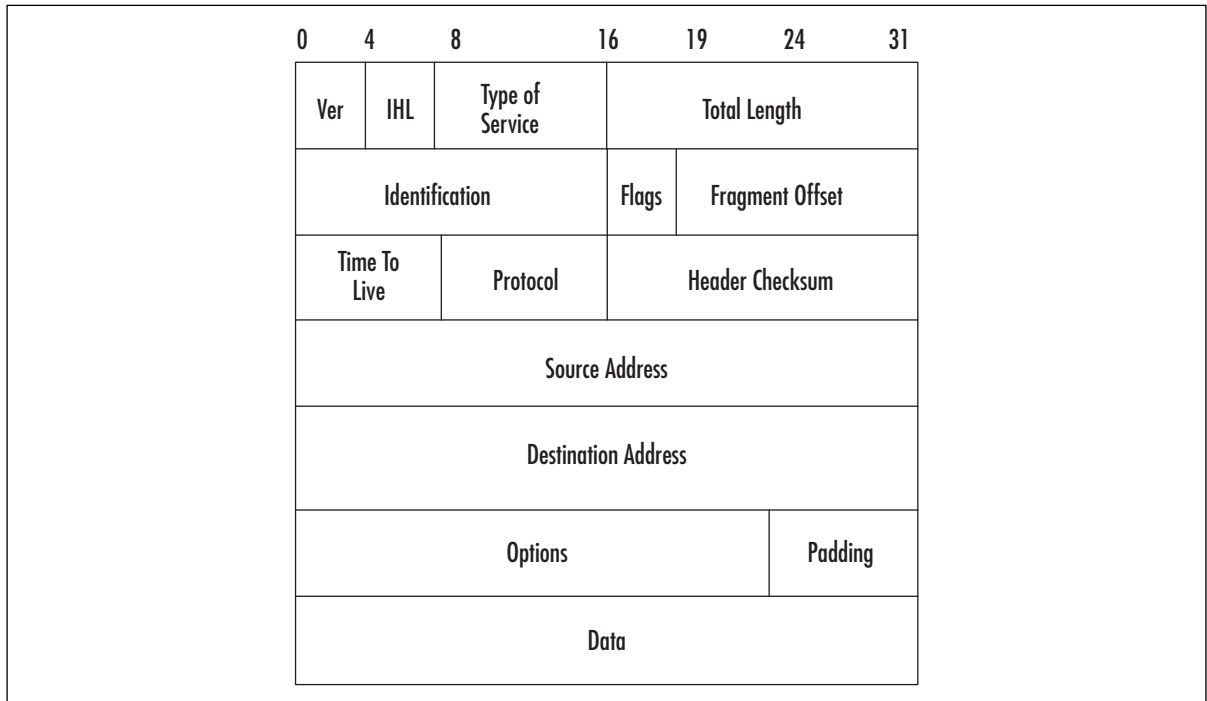 0 4 8 16 19 24 31
Ver IHL Type of Service Total Length
Identification Flags Fragment Offset
Time To Live Protocol Header Checksum
Source Address
Destination Address
Options Padding
Data